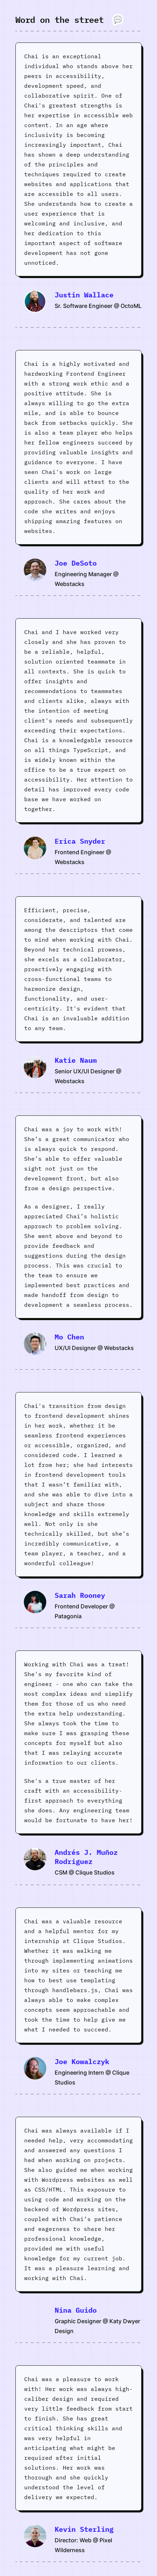 Word on the street 💬
Chai is an exceptional
individual who stands above her
peers in accessibility,
development speed, and
collaborative spirit. One of
Chai's greatest strengths is
her expertise in accessible web
content. In an age where
inclusivity is becoming
increasingly important, Chai
has shown a deep understanding
of the principles and
techniques required to create
websites and applications that
are accessible to all users.
She understands how to create a
user experience that is
welcoming and inclusive, and
her dedication to this
important aspect of software
development has not gone
unnoticed.
Justin Wallace
Sr. Software Engineer @ OctoML
Chai is a highly motivated and
hardworking Frontend Engineer
with a strong work ethic and a
positive attitude. She is
always willing to go the extra
mile, and is able to bounce
back from setbacks quickly. She
is also a team player who helps
her fellow engineers succeed by
providing valuable insights and
guidance to everyone. I have
seen Chai's work on large
clients and will attest to the
quality of her work and
approach. She cares about the
code she writes and enjoys
shipping amazing features on
websites.
Joe DeSoto
Engineering Manager @
Webstacks
Chai and I have worked very
closely and she has proven to
be a reliable, helpful,
solution oriented teammate in
all contexts. She is quick to
offer insights and
recommendations to teammates
and clients alike, always with
the intention of meeting
client's needs and consequently
exceeding their expectations.
Chai is a knowledgable resource
on all things TypeScript, and
is widely known within the
office to be a true expert on
accessibility. Her attention to
detail has improved every code
base we have worked on
together.
Erica Snyder
Frontend Engineer @
Webstacks
Efficient, precise,
considerate, and talented are
among the descriptors that come
to mind when working with Chai.
Beyond her technical prowess,
she excels as a collaborator,
proactively engaging with
cross-functional teams to
harmonize design,
functionality, and user-
centricity. It's evident that
Chai is an invaluable addition
to any team.
Katie Naum
Senior UX/UI Designer @
Webstacks
Chai was a joy to work with!
She's a great communicator who
is always quick to respond.
She's able to offer valuable
sight not just on the
development front, but also
from a design perspective.
As a designer, I really
appreciated Chai's holistic
approach to problem solving.
She went above and beyond to
provide feedback and
suggestions during the design
process. This was crucial to
the team to ensure we
implemented best practices and
made handoff from design to
development a seamless process.
Mo Chen
UX/UI Designer @ Webstacks
Chai's transition from design
to frontend development shines
in her work, whether it be
seamless frontend experiences
or accessible, organized, and
considered code. I learned a
lot from her; she had interests
in frontend development tools
that I wasn't familiar with,
and she was able to dive into a
subject and share those
knowledge and skills extremely
well. Not only is she
technically skilled, but she's
incredibly communicative, a
team player, a teacher, and a
wonderful colleague!
Sarah Rooney
Frontend Developer @
Patagonia
Working with Chai was a treat!
She's my favorite kind of
engineer - one who can take the
most complex ideas and simplify
them for those of us who need
the extra help understanding.
She always took the time to
make sure I was grasping these
concepts for myself but also
that I was relaying accurate
information to our clients.
She's a true master of her
craft with an accessibility-
first approach to everything
she does. Any engineering team
would be fortunate to have her!
Andrés J. Muñoz
Rodriguez
CSM @ Clique Studios
Chai was a valuable resource
and a helpful mentor for my
internship at Clique Studios.
Whether it was walking me
through implementing animations
into my sites or teaching me
how to best use templating
through handlebars.js, Chai was
always able to make complex
concepts seem approachable and
took the time to help give me
what I needed to succeed.
Joe Kowalczyk
Engineering Intern @ Clique
Studios
Chai was always available if I
needed help, very accommodating
and answered any questions I
had when working on projects.
She also guided me when working
with Wordpress websites as well
as CSS/HTML. This exposure to
using code and working on the
backend of Wordpress sites,
coupled with Chai's patience
and eagerness to share her
professional knowledge,
provided me with useful
knowledge for my current job.
It was a pleasure learning and
working with Chai.
Nina Guido
Graphic Designer @ Katy Dwyer
Design
Chai was a pleasure to work
with! Her work was always high-
caliber design and required
very little feedback from start
to finish. She has great
critical thinking skills and
was very helpful in
anticipating what might be
required after initial
solutions. Her work was
thorough and she quickly
understood the level of
delivery we expected.
Kevin Sterling
Director: Web @ Pixel
Wilderness